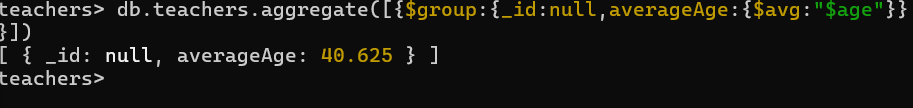 teachers> db.teachers.aggregate([{$group:{_id:null,averageAge:{$avg:"$age"}}
}])
[ { _id: null, averageAge: 40.625 } ]
teachers>